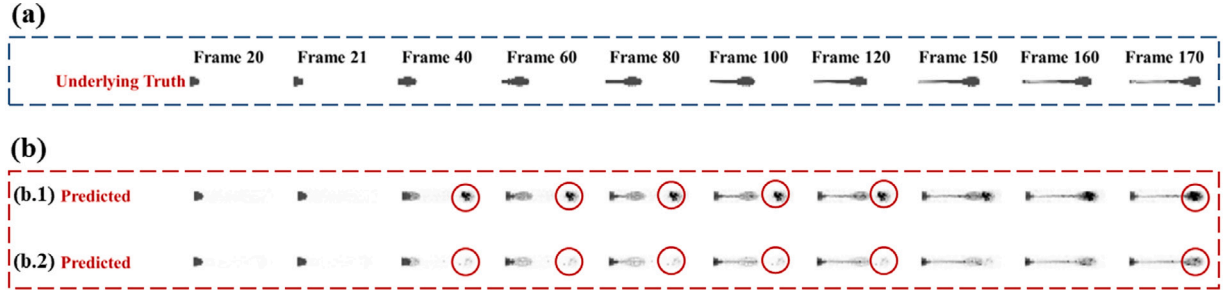 (a)
Frame 20 Frame 21 Frame 40 Frame 60 Frame 80 Frame 100 Frame 120 Frame 150 Frame 160 Frame 170
Underlying Truth
(b)
(b.1) Predicted
(b.2) Predicted